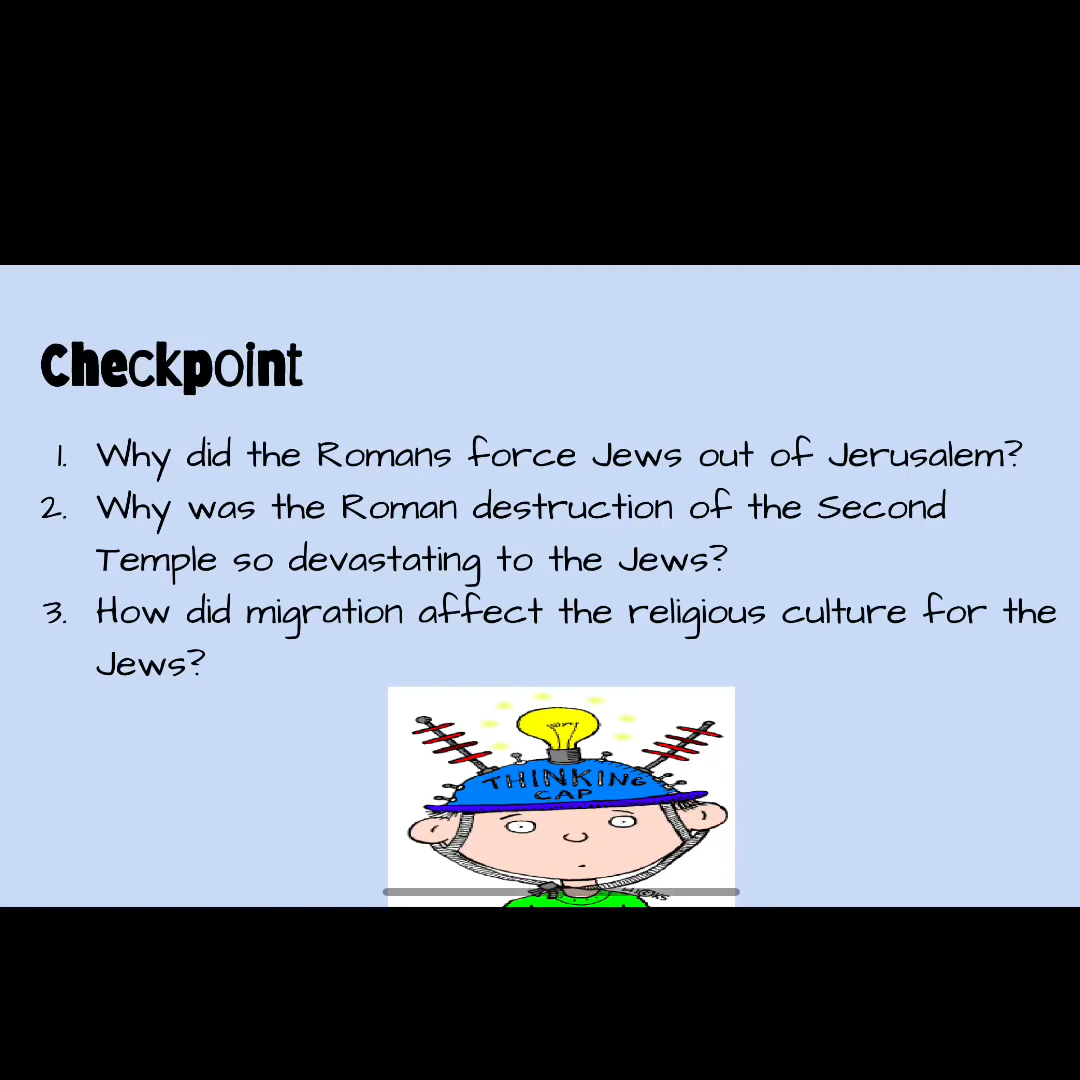 Checkpoint
1. Why did the Romans force Jews out of Jerusalem?
2. Why was the Roman destruction of the Second
Temple so devastating to the Jews?
3. How did migration affect the religious culture for the
Jews?
THINKING
CAP